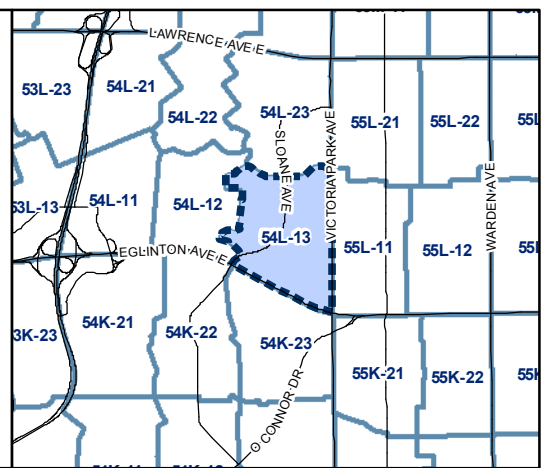 LAWRENCE AVE E
53L-23
54L-21
54L-22
54L-23
55L-21
55L-22
55L
SLOANE AVE
VICTORIA PARK AVE
WARDEN AVE
53L-13
54L-11
54L-12
54L-13
55L-11
55L-12
EGLINTON AVE E
3K-23
54K-21
54K-22
54K-23
55K-21
55K-22
O CONNOR DR